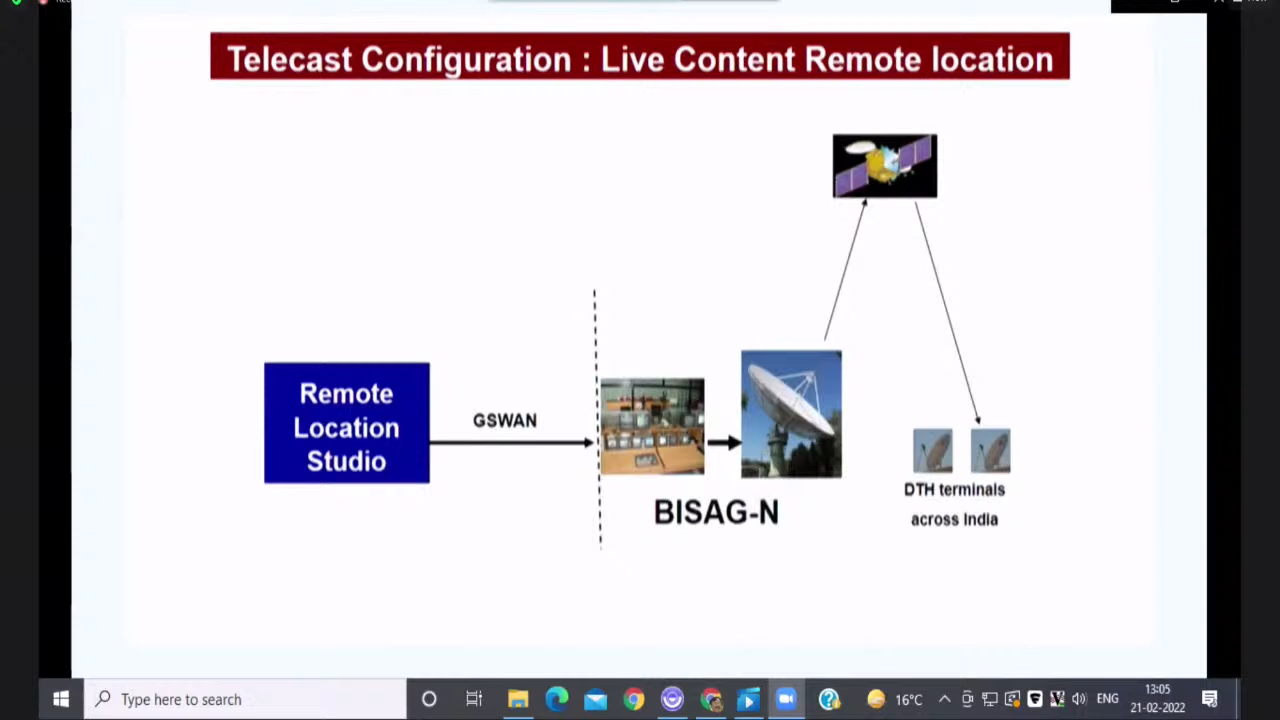 Telecast Configuration : Live Content Remote location
Remote
Location
Studio
GSWAN
BISAG-N
DTH terminals
across India
Type here to search
16°C
ENG
13:05
21-02-2022